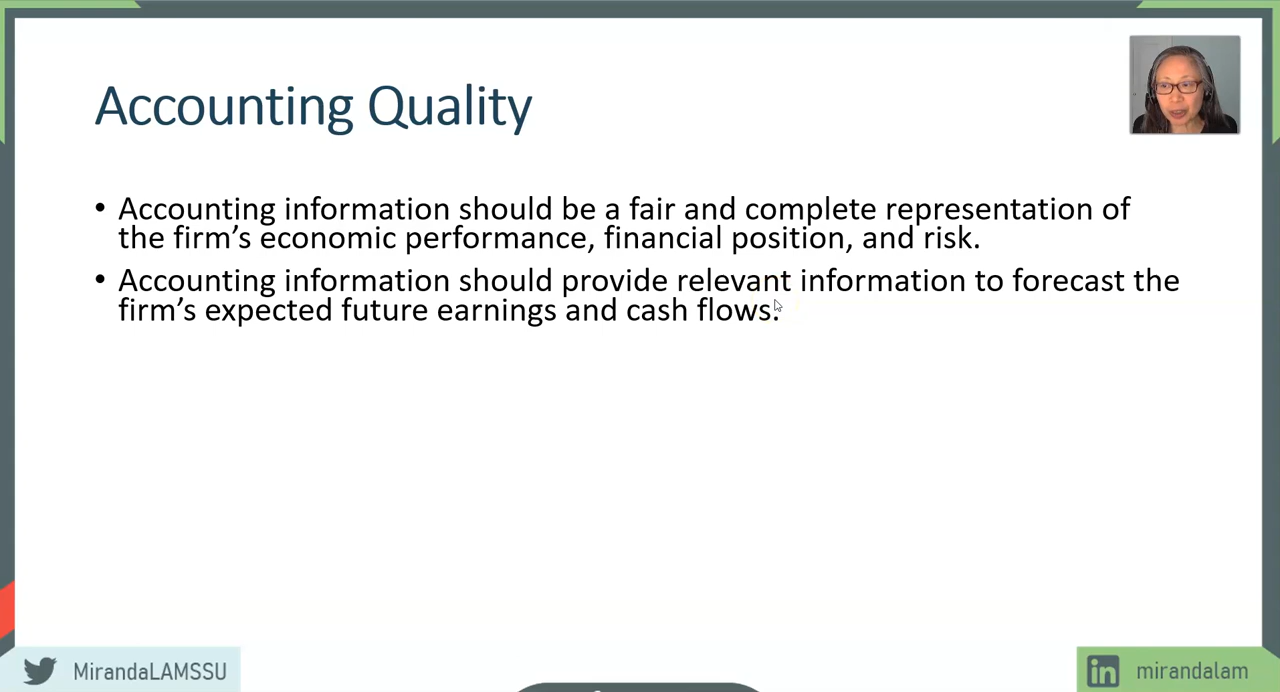 Accounting Quality
• Accounting information should be a fair and complete representation of
the firm’s economic performance, financial position, and risk.
• Accounting information should provide relevant information to forecast the
firm’s expected future earnings and cash flows.
MirandaLAMSSU
in mirandalam